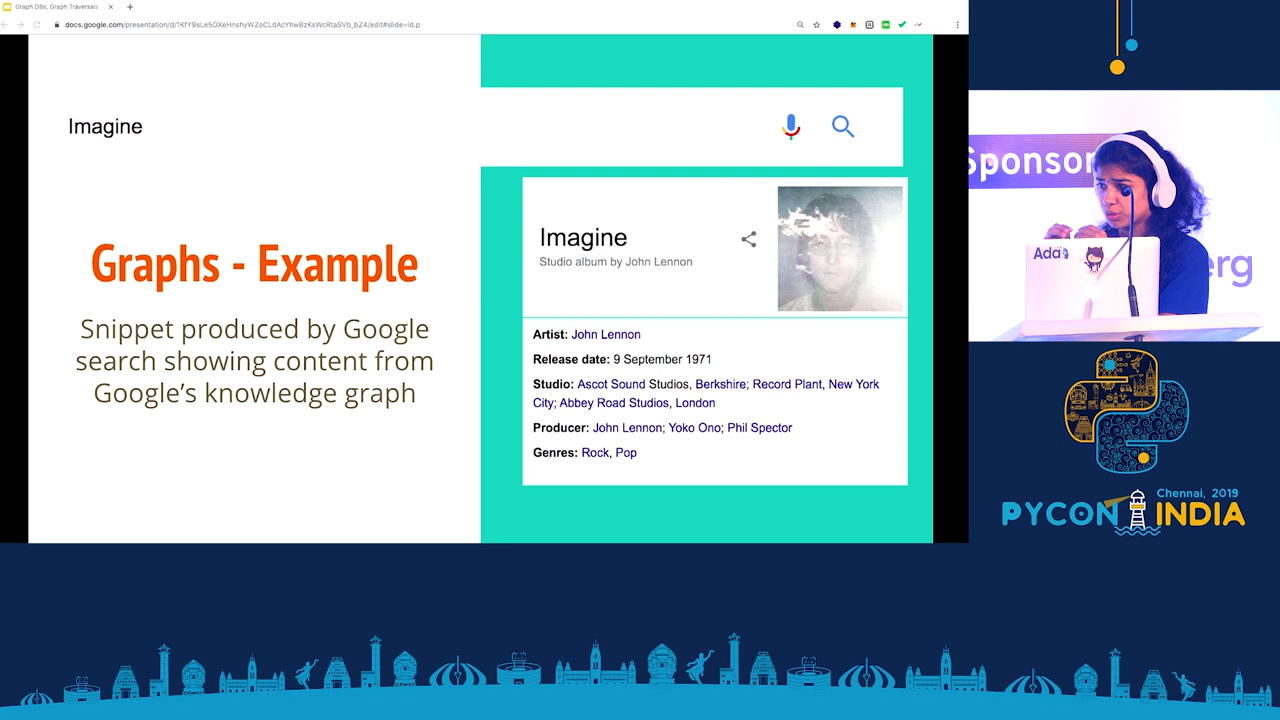 Graph DBs, Graph Traversals
docs.google.com/presentation/d/1KfY9sLe5OXeHnshyWZoCLdAcYhwBzKsWcRtaSVb_bZ4/edit#slide=id.p
Imagine
Graphs - Example
Snippet produced by Google
search showing content from
Google’s knowledge graph
Imagine
Studio album by John Lennon
Artist: John Lennon
Release date: 9 September 1971
Studio: Ascot Sound Studios, Berkshire; Record Plant, New York
City; Abbey Road Studios, London
Producer: John Lennon; Yoko Ono; Phil Spector
Genres: Rock, Pop
Sponsor
Ada
erg
Chennai, 2019
PYCON INDIA